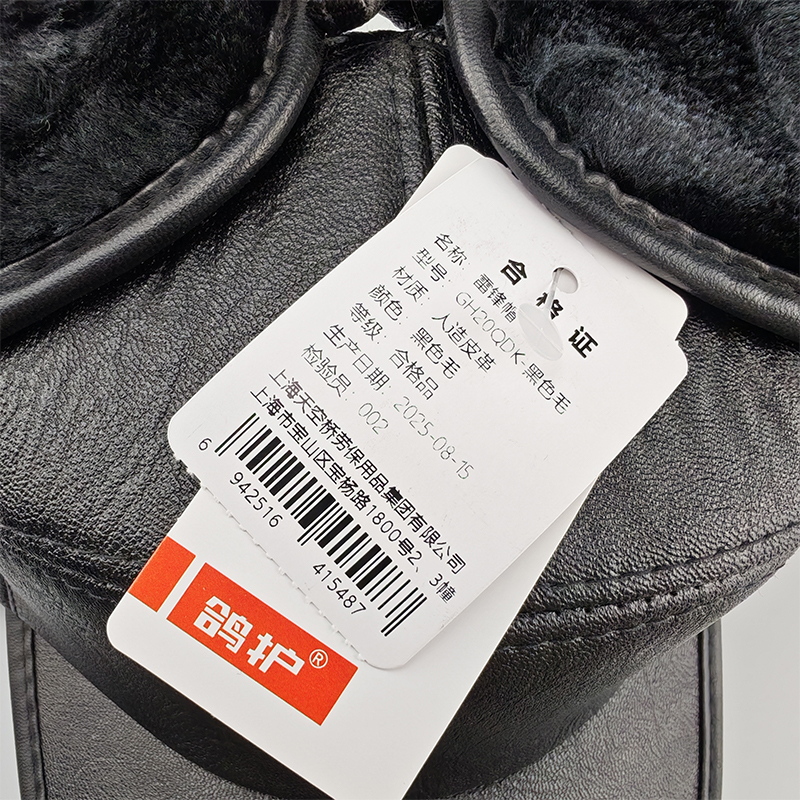 合格证
名称: 雷锋帽
型号: GH20QDK-黑色毛
材质: 人造皮革
颜色: 黑色毛
等级: 合格品
生产日期: 2025-08-15
检验员: 002
上海天空桥劳保用品集团有限公司
上海市宝山区宝杨路1800号2、3幢
6 942516 415487
鸽护®